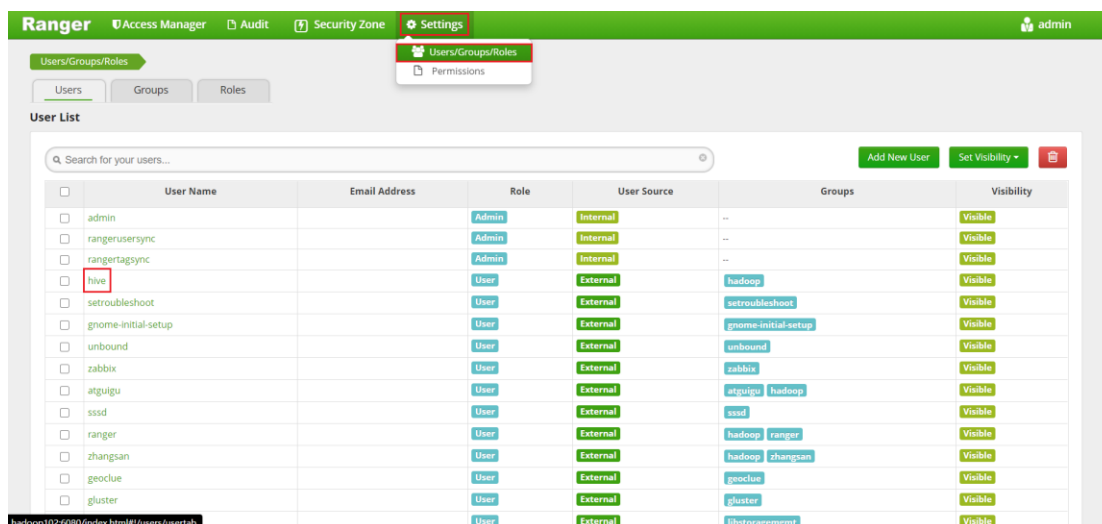 Ranger Access Manager Audit Security Zone Settings admin
Users/Groups/Roles
Permissions
Users/Groups/Roles
Users Groups Roles
User List
Search for your users...
Add New User Set Visibility
User Name Email Address Role User Source Groups Visibility
admin Admin Internal -- Visible
rangerusersync Admin Internal -- Visible
rangertagsync Admin Internal -- Visible
hive User External hadoop Visible
setroubleshoot User External setroubleshoot Visible
gnome-initial-setup User External gnome-initial-setup Visible
unbound User External unbound Visible
zabbix User External zabbix Visible
atguigu User External atguigu hadoop Visible
sssd User External sssd Visible
ranger User External hadoop ranger Visible
zhangsan User External hadoop zhangsan Visible
geoclue User External geoclue Visible
gluster User External gluster Visible
hadoop102:6080/index.html#!/users/usertab User External libstoragemgmt Visible